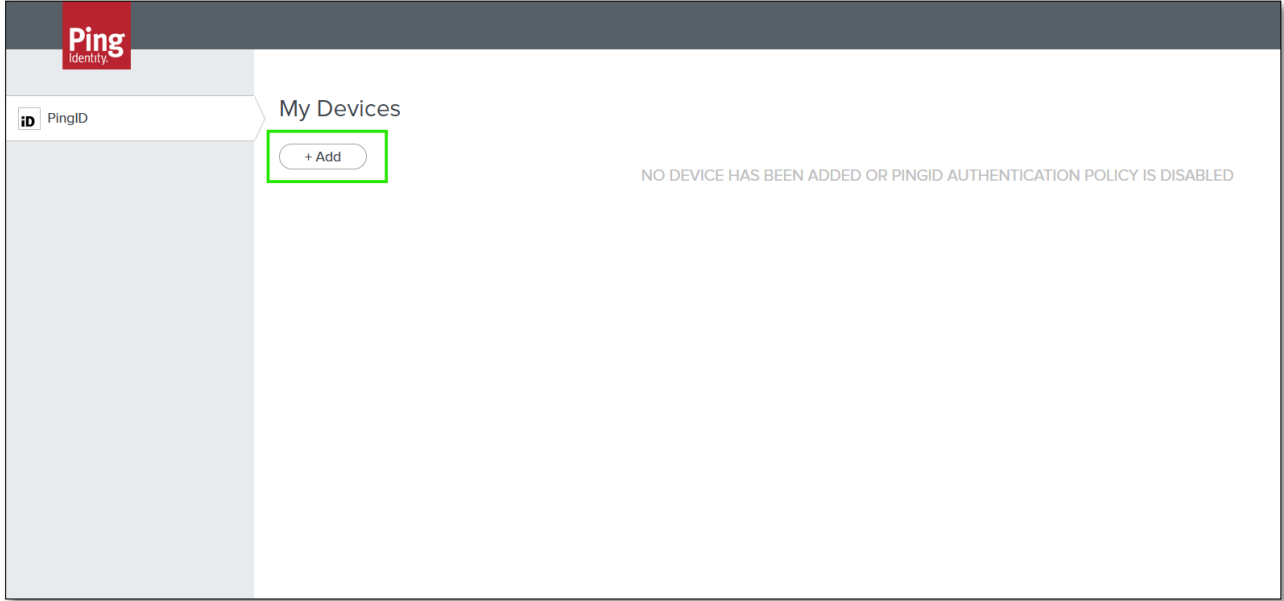 Ping
Identity.
iD PingID
My Devices
+ Add
NO DEVICE HAS BEEN ADDED OR PINGID AUTHENTICATION POLICY IS DISABLED